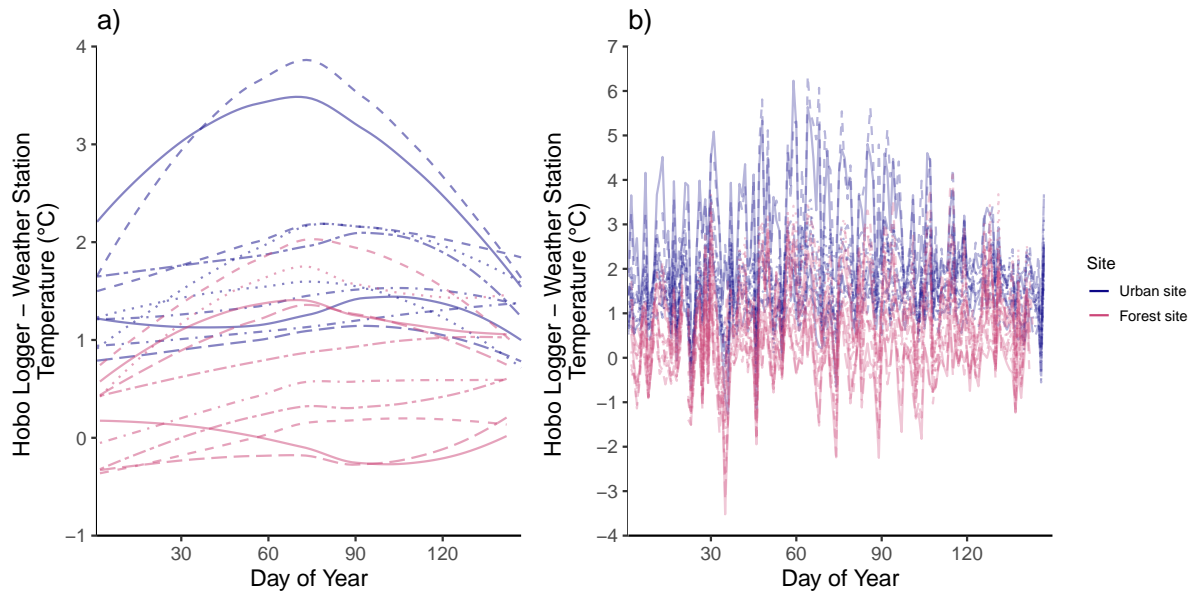 a)
Hobo Logger – Weather Station
Temperature (°C)
4
3
2
1
0
−1
30
60
90
120
Day of Year
b)
Hobo Logger – Weather Station
Temperature (°C)
7
6
5
4
3
2
1
0
−1
−2
−3
−4
30
60
90
120
Day of Year
Site
Urban site
Forest site